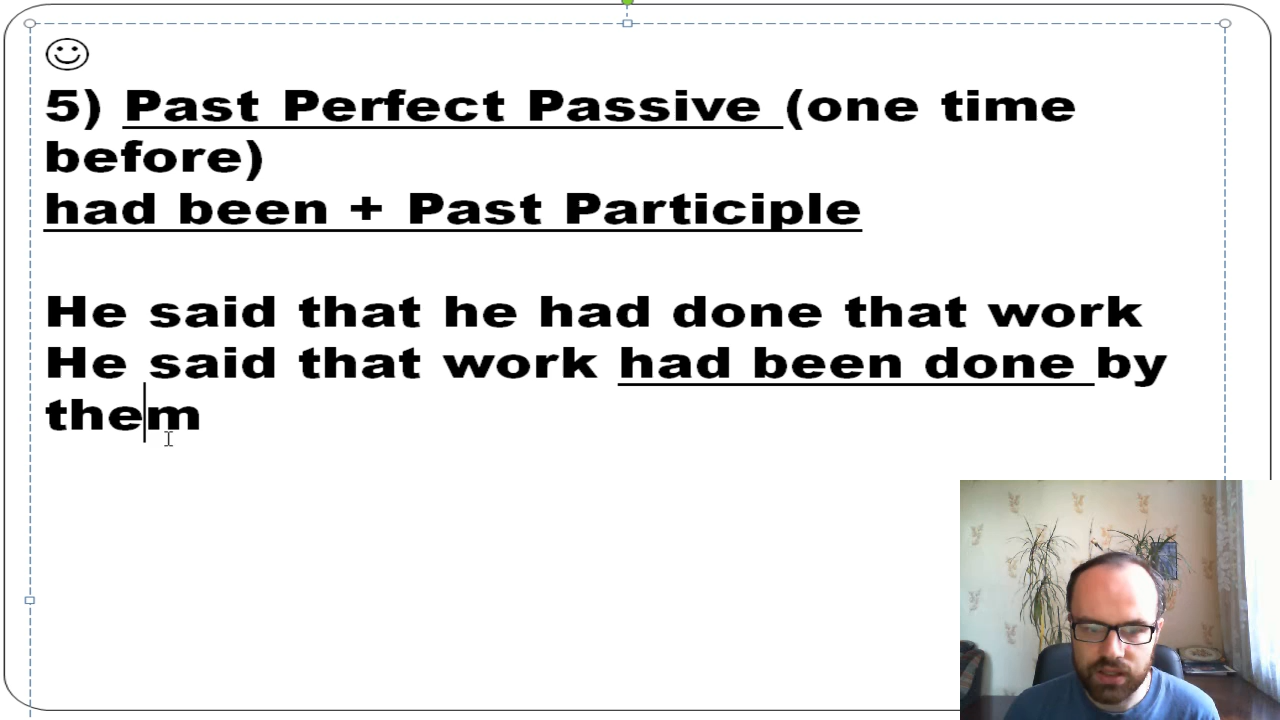 5) Past Perfect Passive (one time
before)
had been + Past Participle
He said that he had done that work
He said that work had been done by
them